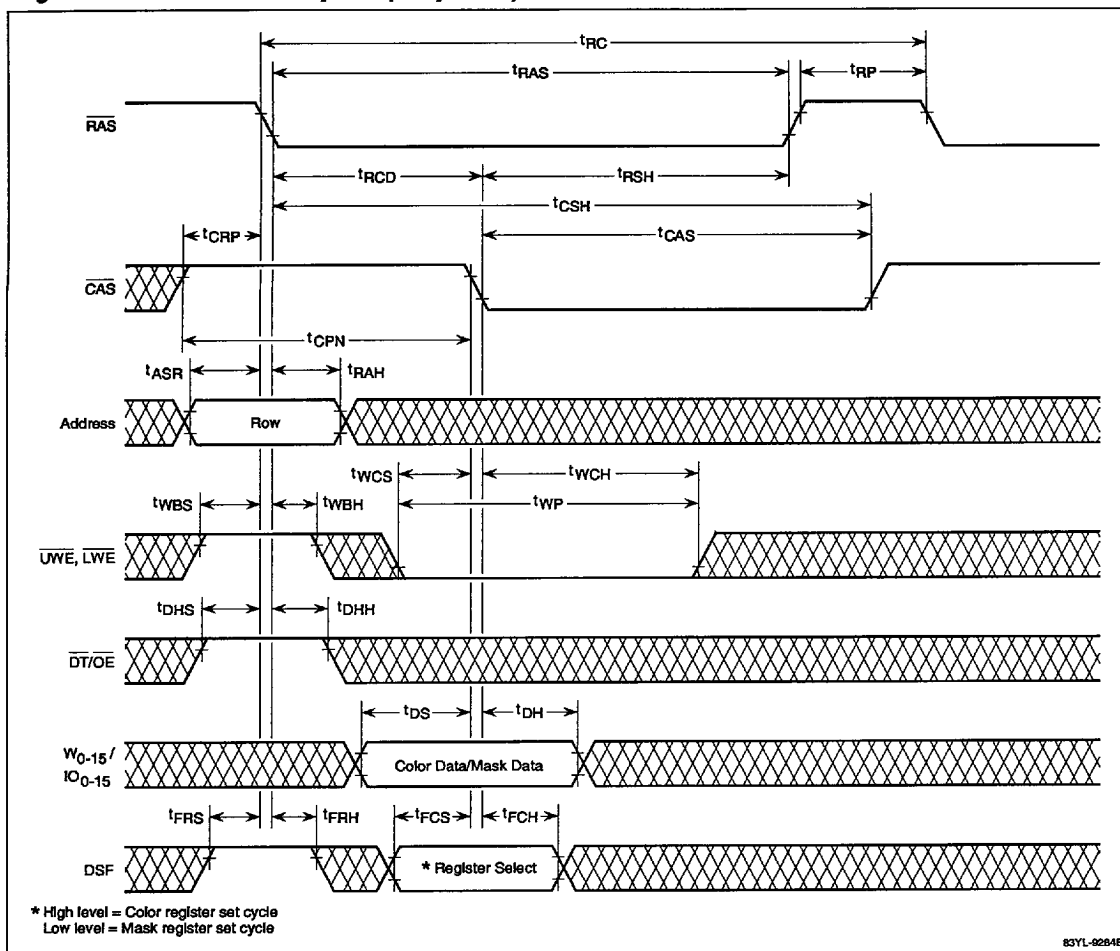 tRC
tRAS
tRP
RAS
tRCD
tRSH
tCSH
tCRP
tCAS
CAS
tCPN
tASR
tRAH
Address
Row
tWCS
tWCH
tWBS
tWBH
tWP
UWE, LWE
tDHS
tDHH
DT/OE
tDS
tDH
W0-15 /
IO0-15
Color Data/Mask Data
tFRS
tFRH
tFCS
tFCH
DSF
* Register Select
* High level = Color register set cycle
Low level = Mask register set cycle